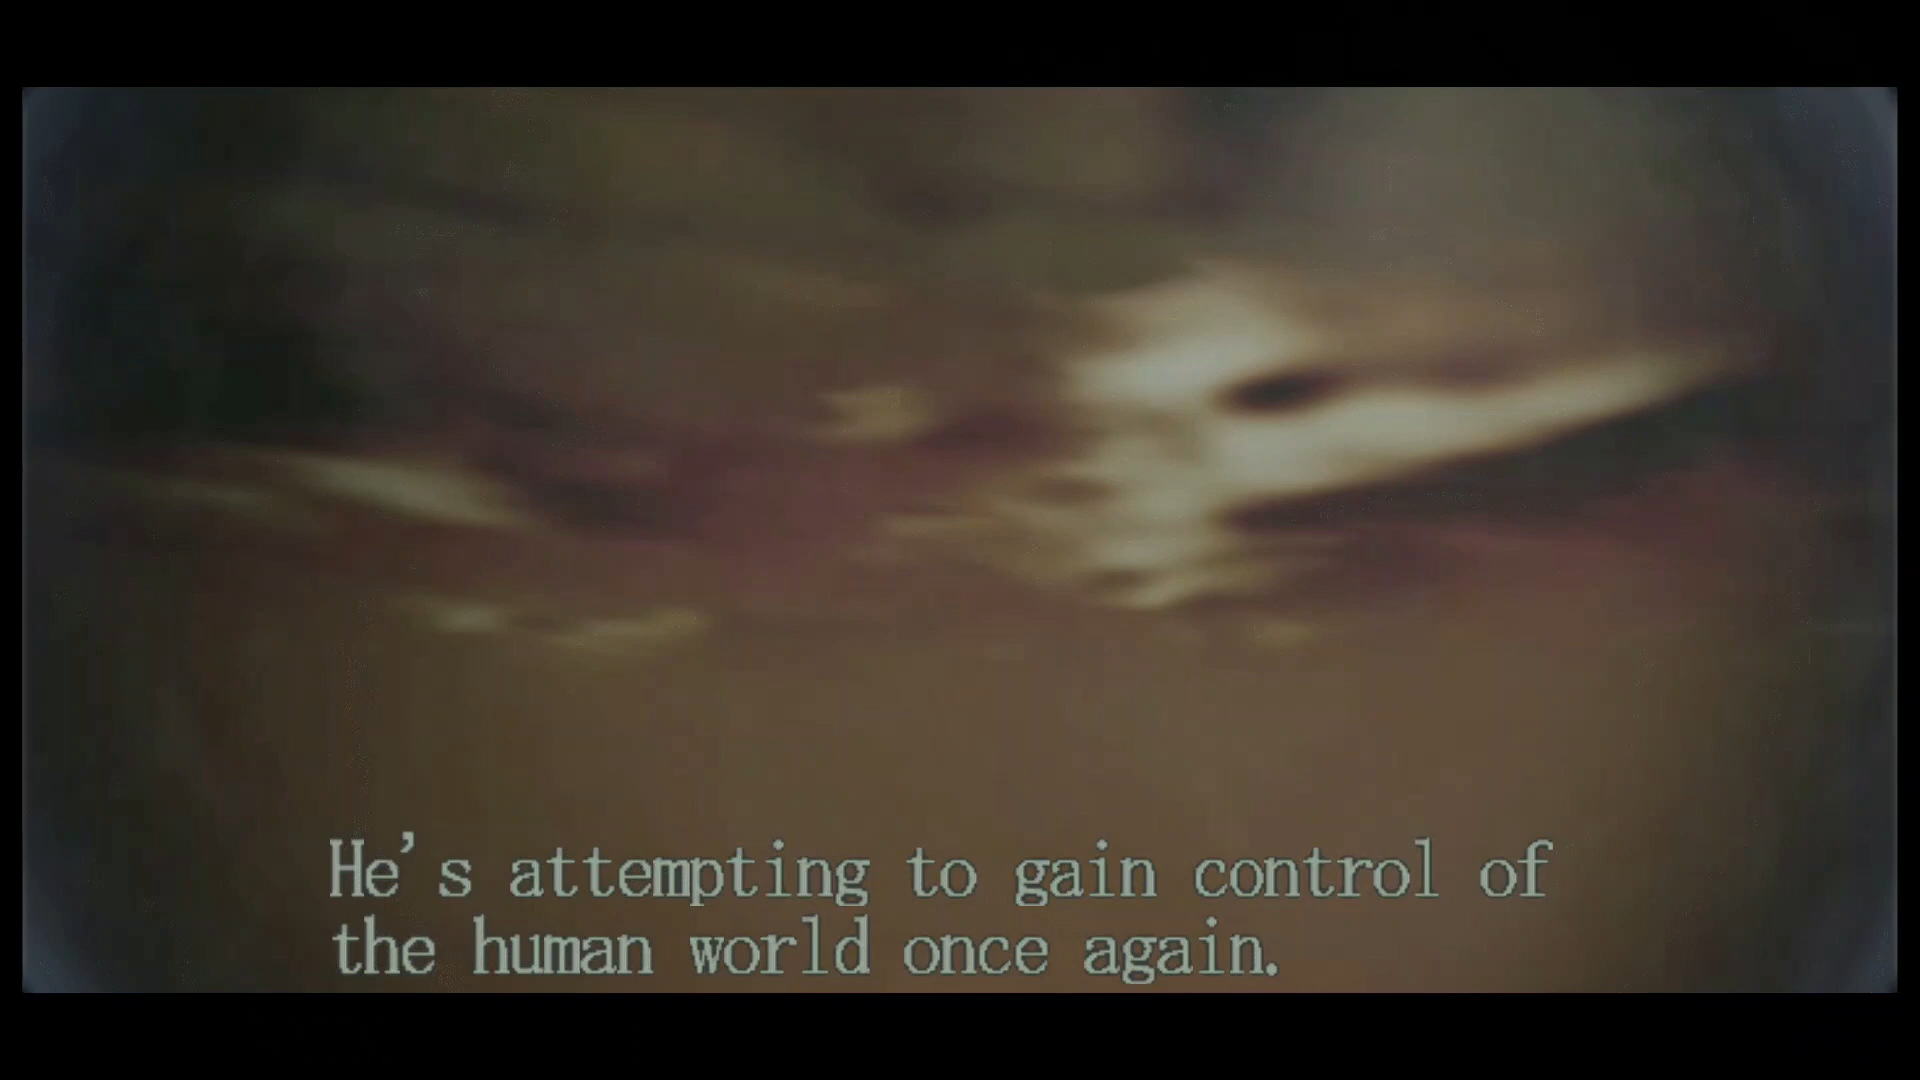 He's attempting to gain control of
the human world once again.